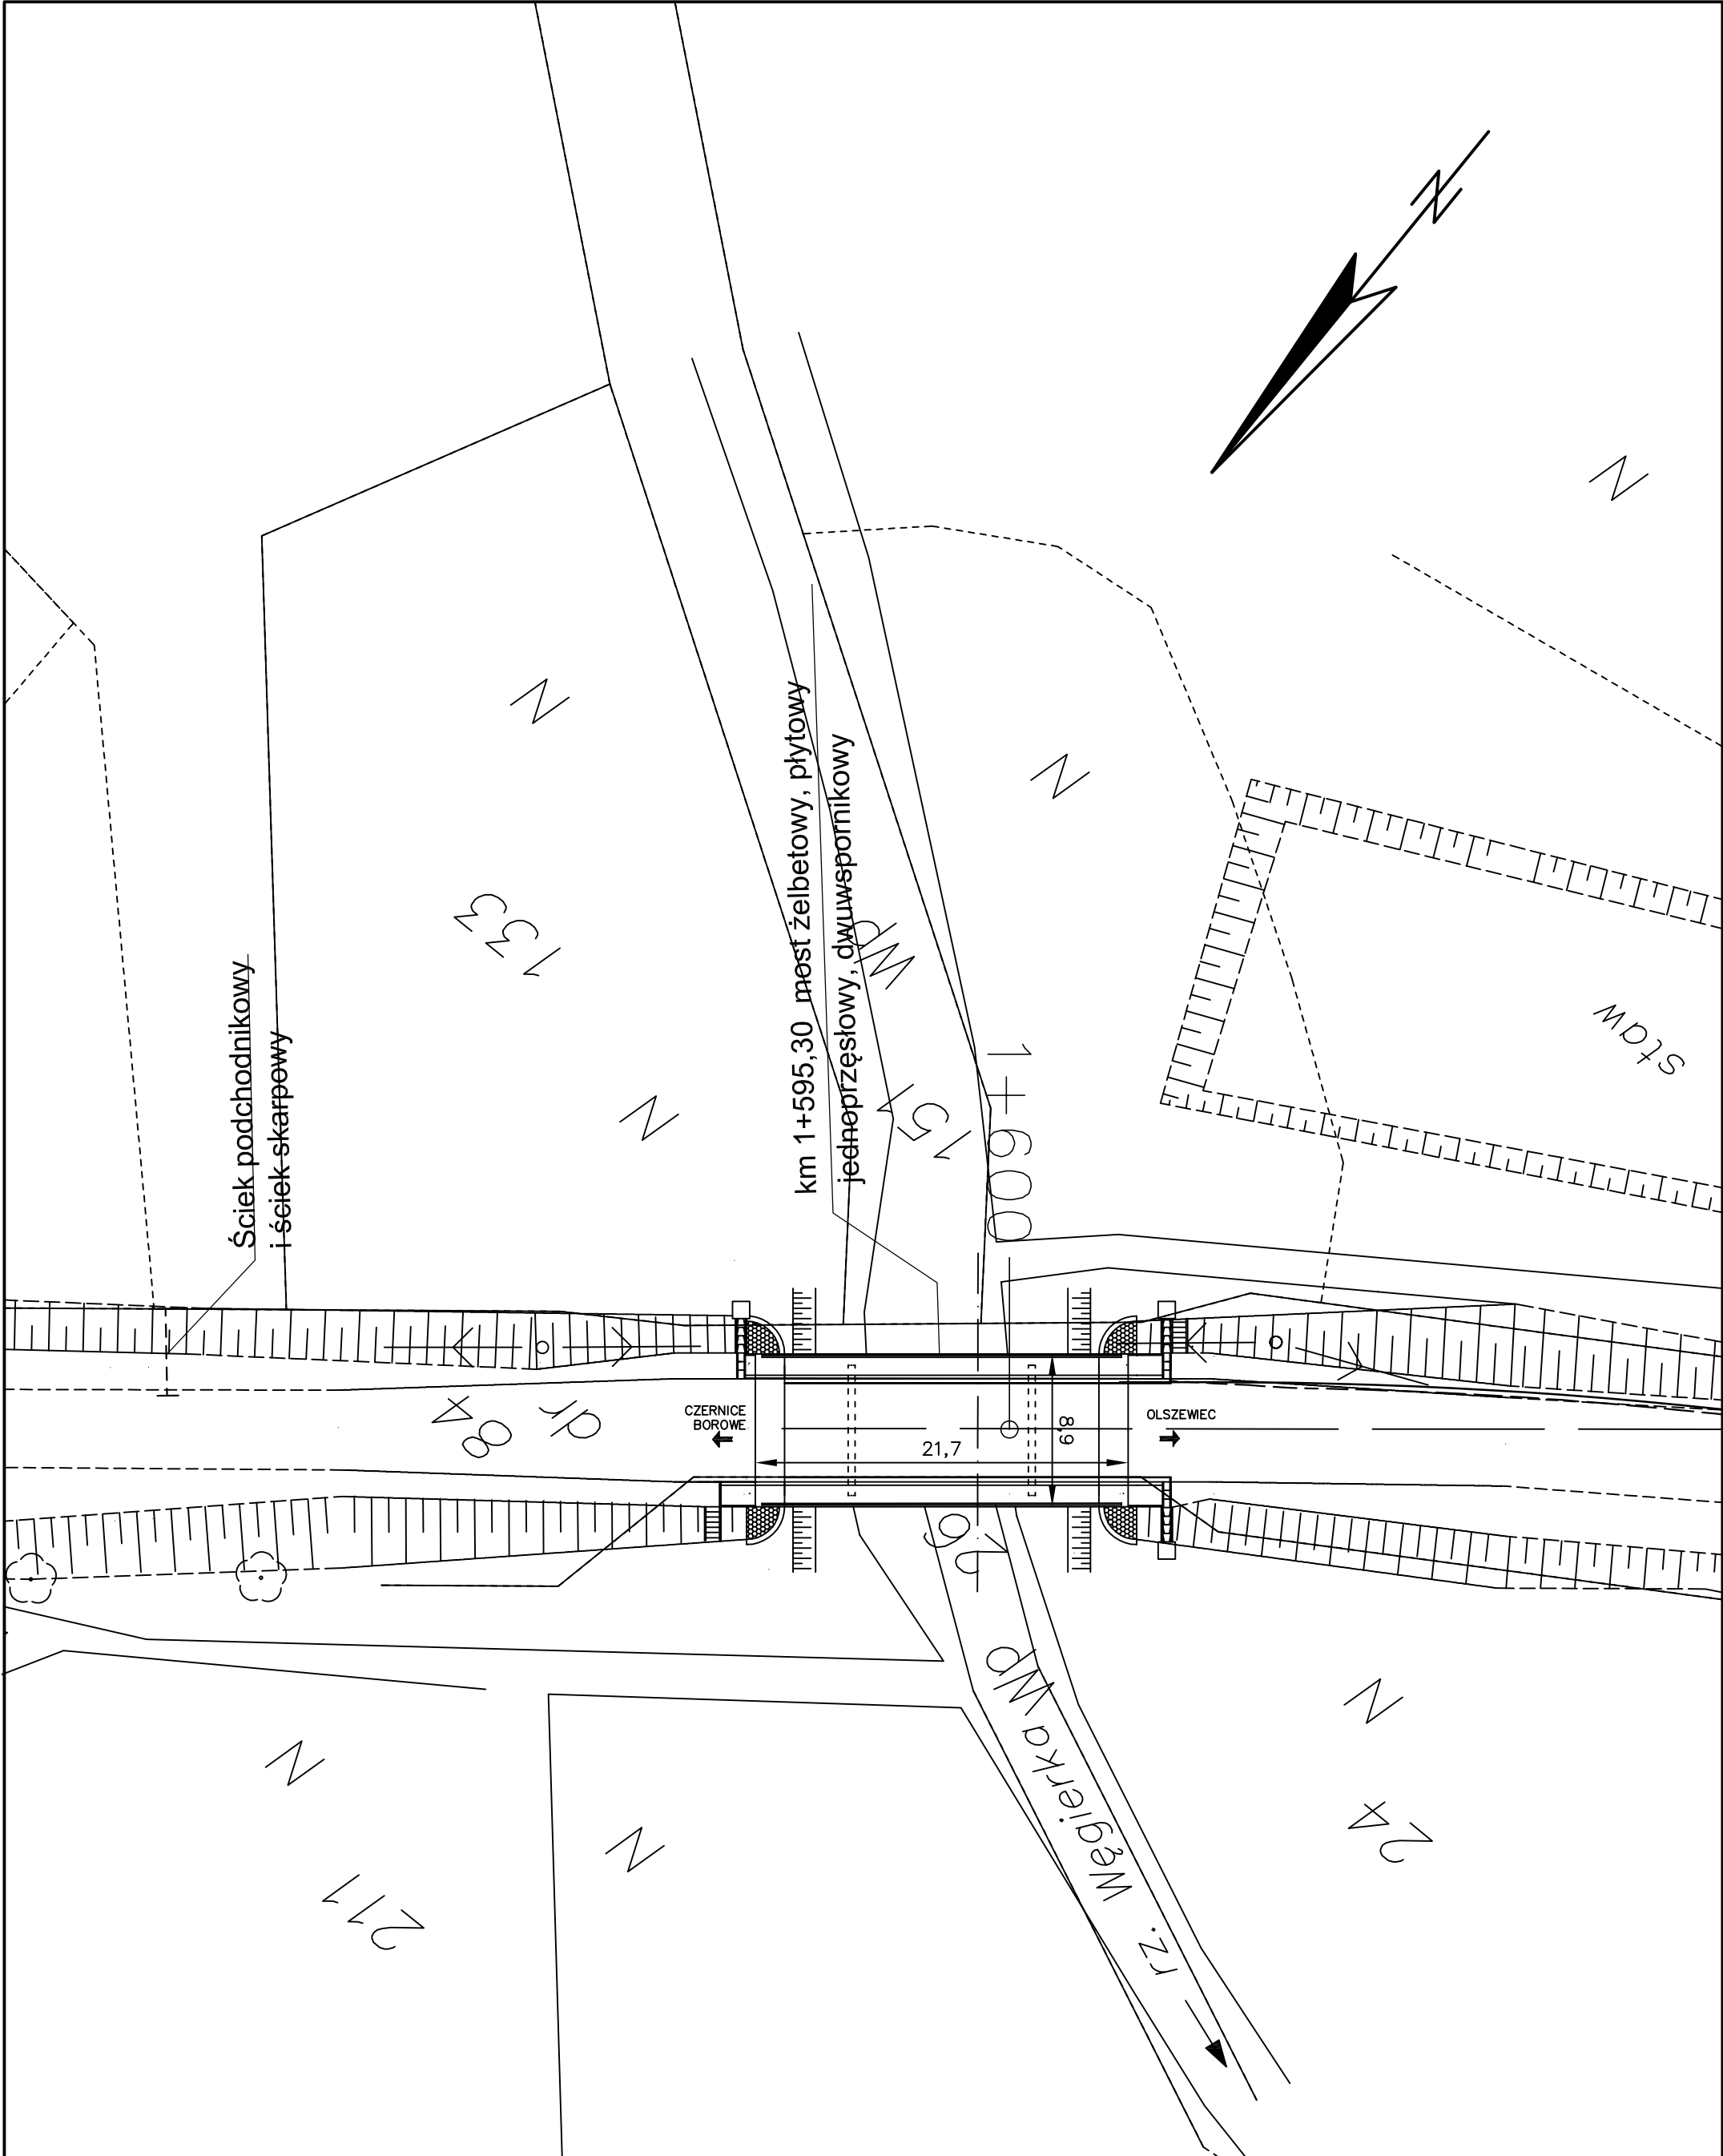 N
N
N
N
133
km 1+595,30 most żelbetowy, płytowy
jednoprzęsłowy, dwuwspornikowy
Wp
151
1+600
staw
Ściek podchodnikowy
i ściek skarpowy
84
dr
CZERNICE
BOROWE
OLSZEWIEC
21,7
8,9
26
Wp
rz. Węgierka
N
24
N
N
211
N